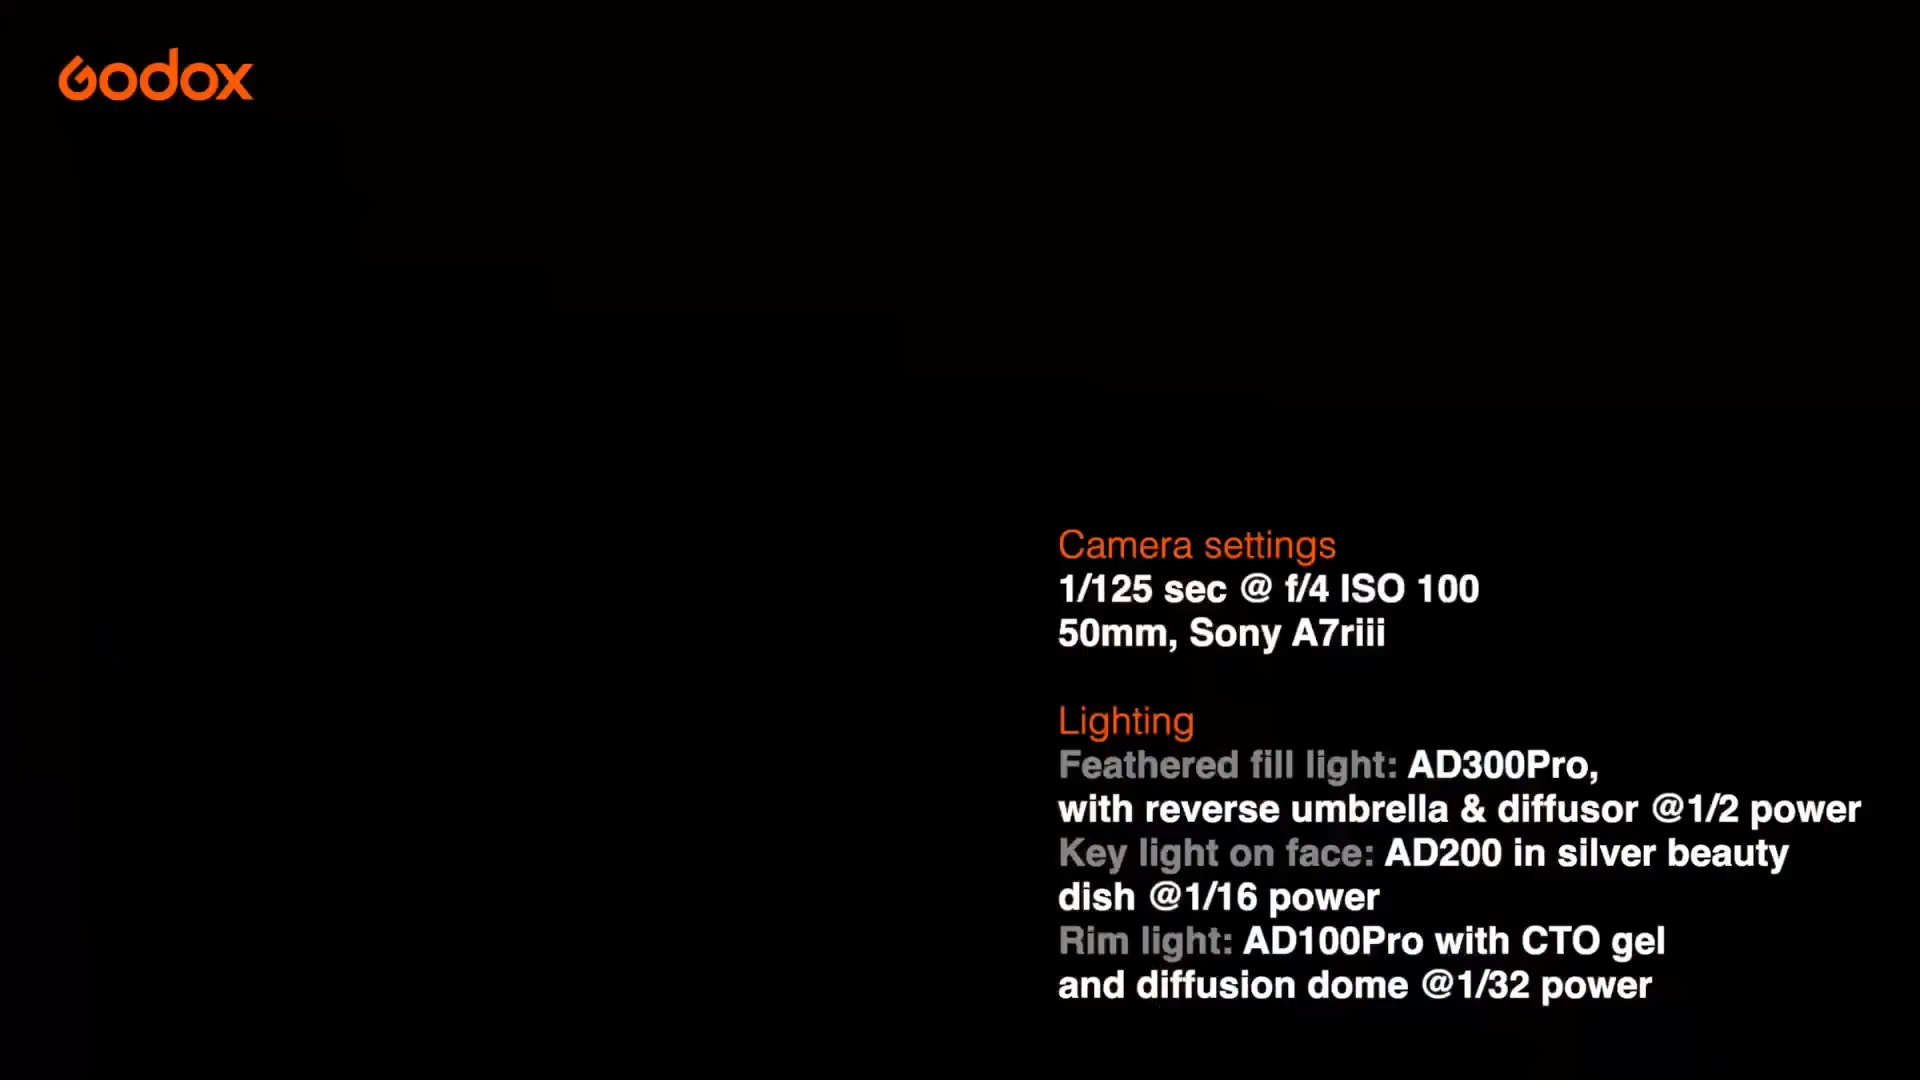 Godox
Camera settings
1/125 sec @ f/4 ISO 100
50mm, Sony A7riii
Lighting
Feathered fill light: AD300Pro,
with reverse umbrella & diffusor @1/2 power
Key light on face: AD200 in silver beauty
dish @1/16 power
Rim light: AD100Pro with CTO gel
and diffusion dome @1/32 power